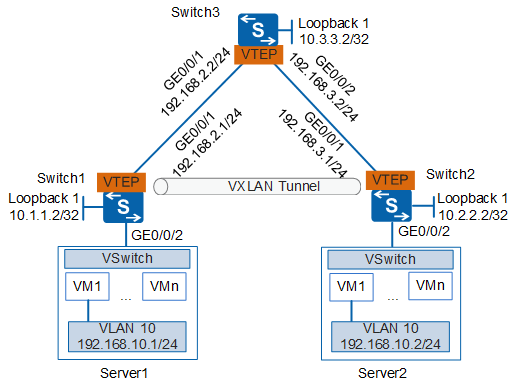 Switch3
Loopback 1
10.3.3.2/32
S
VTEP
GE0/0/1
192.168.2.2/24
GE0/0/2
192.168.3.2/24
GE0/0/1
192.168.2.1/24
GE0/0/1
192.168.3.1/24
Switch1
VTEP
VXLAN Tunnel
VTEP
Switch2
Loopback 1
10.1.1.2/32
S
S
Loopback 1
10.2.2.2/32
GE0/0/2
GE0/0/2
VSwitch
VM1
...
VMn
VLAN 10
192.168.10.1/24
Server1
VSwitch
VM1
...
VMn
VLAN 10
192.168.10.2/24
Server2